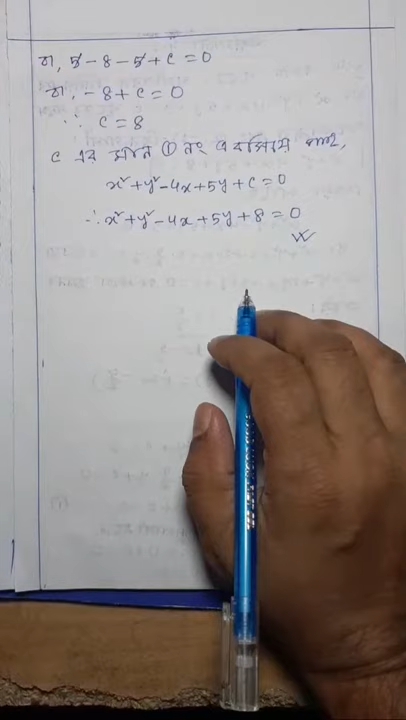 বা, 5 - 8 - 5 + c = 0
বা, - 8 + c = 0
∴ c = 8
c এর মান ① নং এ বসিয়ে পাই,
x² + y² - 4x + 5y + c = 0
∴ x² + y² - 4x + 5y + 8 = 0